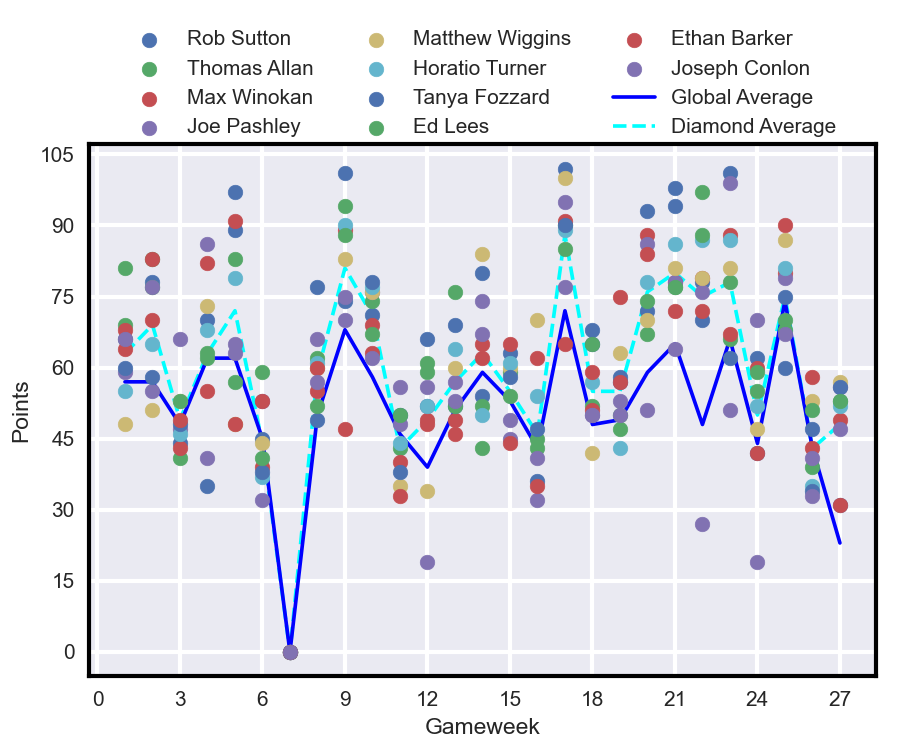 Rob Sutton
Thomas Allan
Max Winokan
Joe Pashley
Matthew Wiggins
Horatio Turner
Tanya Fozzard
Ed Lees
Ethan Barker
Joseph Conlon
Global Average
Diamond Average
105
90
75
60
45
30
15
0
Points
0 3 6 9 12 15 18 21 24 27
Gameweek